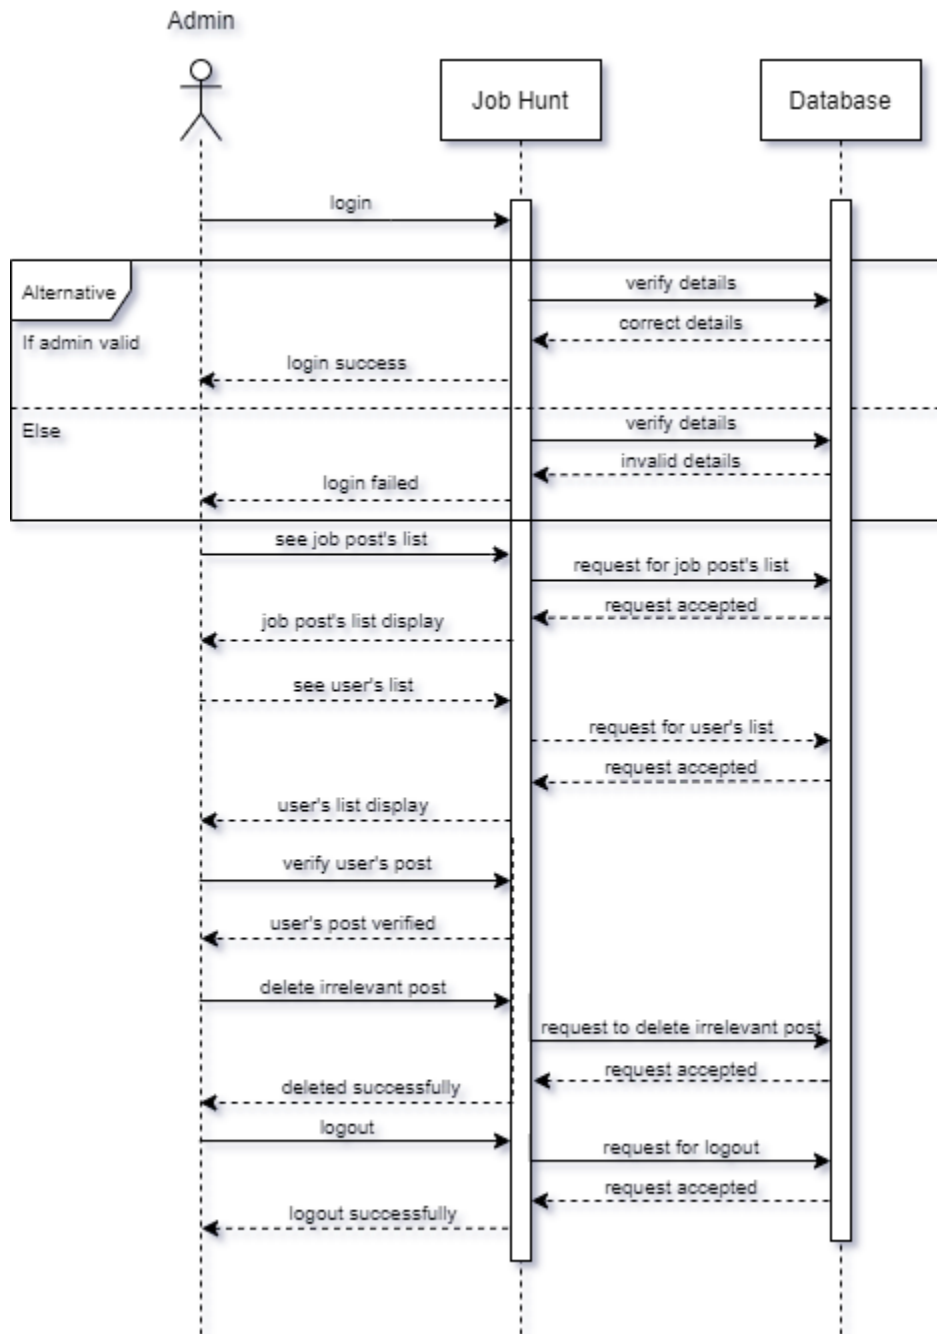 Admin
Job Hunt
Database
login
Alternative
verify details
correct details
If admin valid
login success
Else
verify details
invalid details
login failed
see job post's list
request for job post's list
request accepted
job post's list display
see user's list
request for user's list
request accepted
user's list display
verify user's post
user's post verified
delete irrelevant post
request to delete irrelevant post
request accepted
deleted successfully
logout
request for logout
request accepted
logout successfully